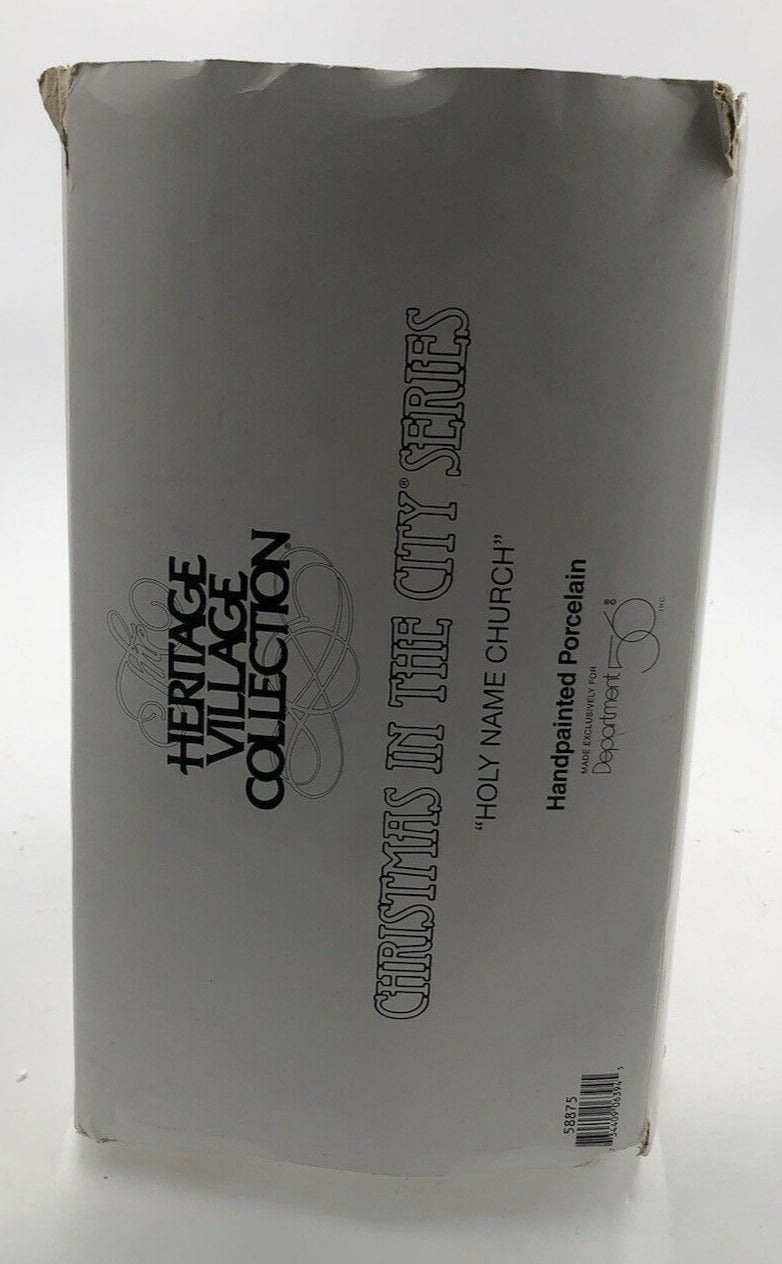 The
HERITAGE
VILLAGE
COLLECTION®
CHRISTMAS IN THE CITY® SERIES
“HOLY NAME CHURCH”
Handpainted Porcelain
MADE EXCLUSIVELY FOR
Department 56® INC.
58875